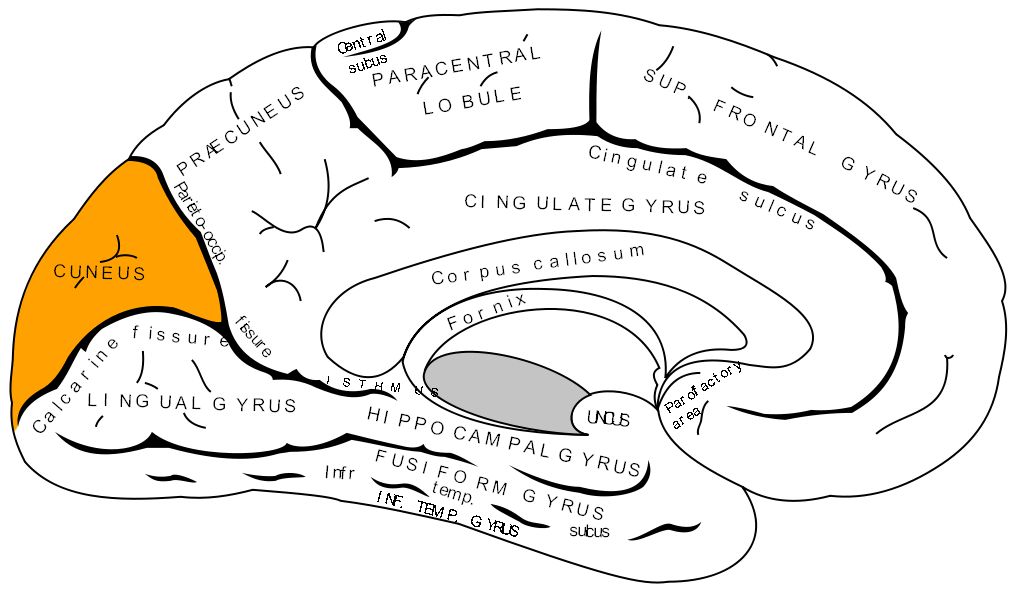 Central
sulcus
PARACENTRAL
LOBULE
SUP. FRONTAL GYRUS
PRÆCUNEUS
Cingulate sulcus
CINGULATE GYRUS
Parieto-occip.
fissure
CUNEUS
Corpus callosum
Fornix
Calcarine fissure
ISTHMUS
Parolfactory
area
UNCUS
LINGUAL GYRUS
HIPPOCAMPAL GYRUS
FUSIFORM GYRUS
Infr
temp.
sulcus
INF. TEMP. GYRUS